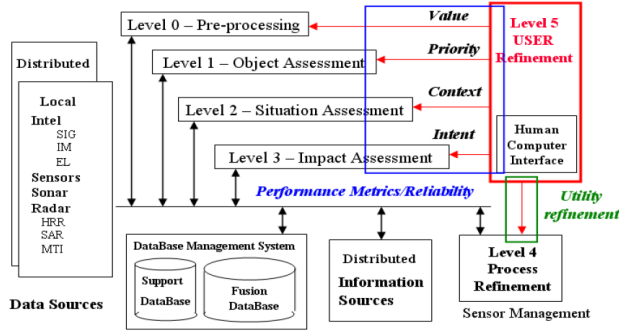 Level 0 – Pre-processing
Value
Level 5
USER
Refinement
Distributed
Level 1 – Object Assessment
Priority
Local
Intel
SIG
IM
EL
Sensors
Sonar
Radar
HRR
SAR
MTI
Level 2 – Situation Assessment
Context
Level 3 – Impact Assessment
Intent
Human
Computer
Interface
Performance Metrics/Reliability
Utility
refinement
DataBase Management System
Support
DataBase
Fusion
DataBase
Distributed
Information
Sources
Level 4
Process
Refinement
Data Sources
Sensor Management